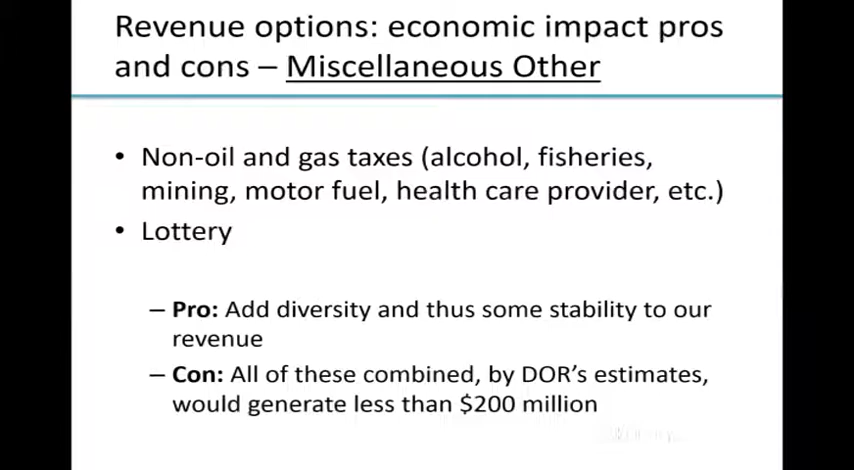 Revenue options: economic impact pros
and cons – Miscellaneous Other
• Non-oil and gas taxes (alcohol, fisheries,
mining, motor fuel, health care provider, etc.)
• Lottery
– Pro: Add diversity and thus some stability to our
revenue
– Con: All of these combined, by DOR’s estimates,
would generate less than $200 million